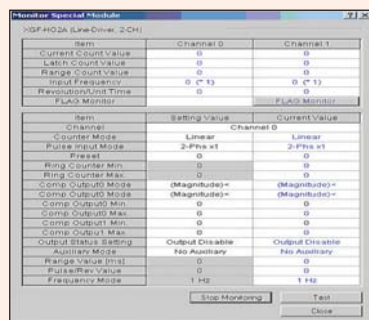 Monitor Special Module
XGF-HO2A (Line-Driver, 2-CH)
Item Channel 0 Channel 1
Current Count Value 0 0
Latch Count Value 0 0
Range Count Value 0 0
Input Frequency 0 (* 1) 0 (* 1)
Revolution/Unit Time 0 0
FLAG Monitor FLAG Monitor
Item Setting Value Current Value
Channel Channel 0
Counter Mode Linear Linear
Pulse Input Mode 2-Phs x1 2-Phs x1
Preset 0 0
Ring Counter Min. 0 0
Ring Counter Max. 0 0
Comp Output0 Mode (Magnitude)< (Magnitude)<
Comp Output0 Mode (Magnitude)< (Magnitude)<
Comp Output0 Min. 0 0
Comp Output0 Max. 0 0
Comp Output1 Min. 0 0
Comp Output1 Max. 0 0
Output Status Setting Output Disable Output Disable
Auxiliary Mode No Auxiliary No Auxiliary
Range Value [ms] 0 0
Pulse/Rev Value 0 0
Frequency Mode 1 Hz 1 Hz
Stop Monitoring Test
Close